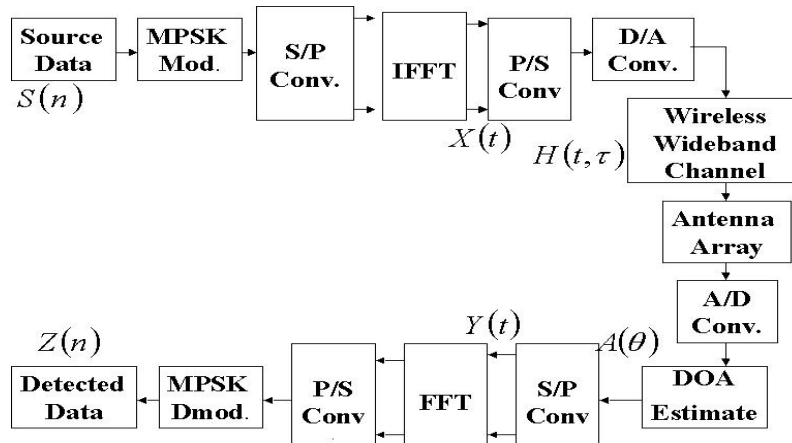 Source
Data
S(n)
MPSK
Mod.
S/P
Conv.
IFFT
X(t)
P/S
Conv
D/A
Conv.
H(t,τ)
Wireless
Wideband
Channel
Antenna
Array
A/D
Conv.
DOA
Estimate
A(θ)
S/P
Conv
Y(t)
FFT
P/S
Conv
MPSK
Dmod.
Z(n)
Detected
Data